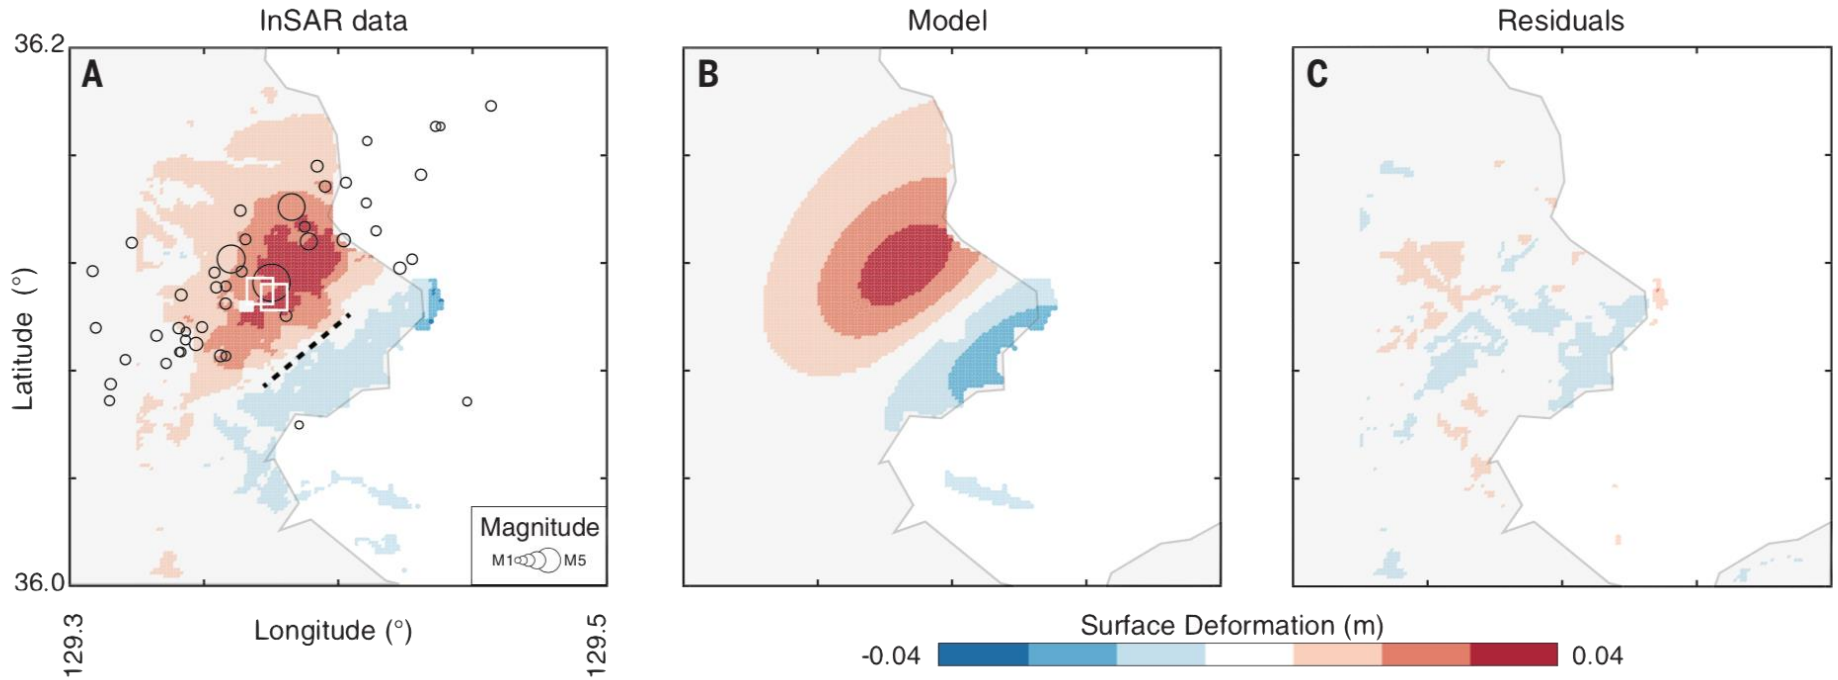 InSAR data
Model
Residuals
36.2
A
B
C
Latitude (°)
Magnitude
M1 M5
36.0
129.3
Longitude (°)
129.5
Surface Deformation (m)
-0.04
0.04